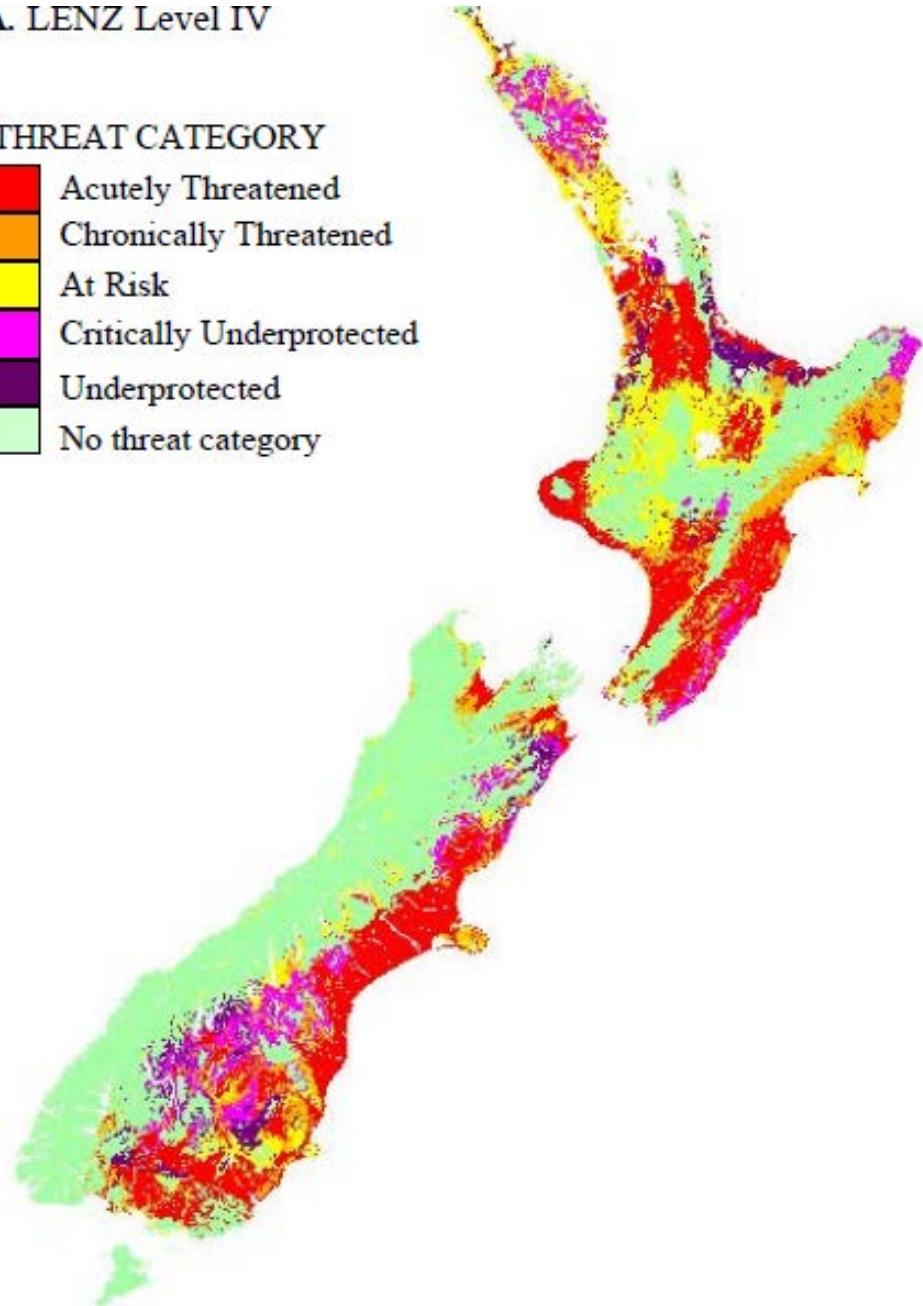 A. LENZ Level IV
THREAT CATEGORY
Acutely Threatened
Chronically Threatened
At Risk
Critically Underprotected
Underprotected
No threat category